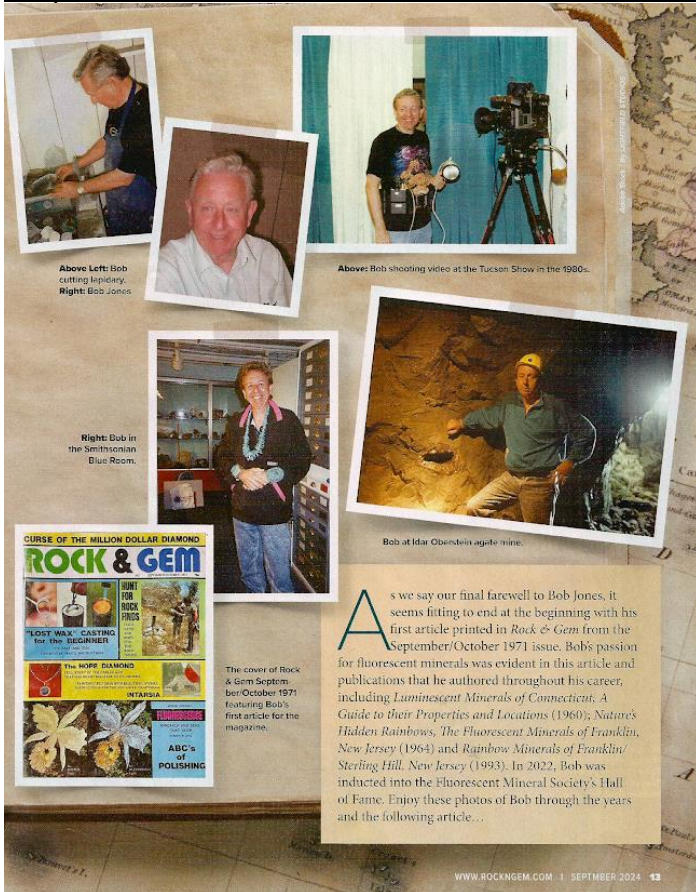 Above Left: Bob
cutting lapidary.
Right: Bob Jones
Above: Bob shooting video at the Tucson Show in the 1980s.
Right: Bob in
the Smithsonian
Blue Room.
Bob at Idar Oberstein agate mine.
CURSE OF THE MILLION DOLLAR DIAMOND
ROCK & GEM
HUNT
FOR
ROCK
FINDS
"LOST WAX" CASTING
for the BEGINNER
The HOPE DIAMOND
INTARSIA
FLUORESCENSE
ABC's
of
POLISHING
The cover of Rock
& Gem Septem-
ber/October 1971
featuring Bob's
first article for the
magazine.
As we say our final farewell to Bob Jones, it
seems fitting to end at the beginning with his
first article printed in Rock & Gem from the
September/October 1971 issue. Bob's passion
for fluorescent minerals was evident in this article and
publications that he authored throughout his career,
including Luminescent Minerals of Connecticut, A
Guide to their Properties and Locations (1960); Nature's
Hidden Rainbows, The Fluorescent Minerals of Franklin,
New Jersey (1964) and Rainbow Minerals of Franklin/
Sterling Hill, New Jersey (1993). In 2022, Bob was
inducted into the Fluorescent Mineral Society's Hall
of Fame. Enjoy these photos of Bob through the years
and the following article…
WWW.ROCKNGEM.COM | SEPTMBER 2024 13